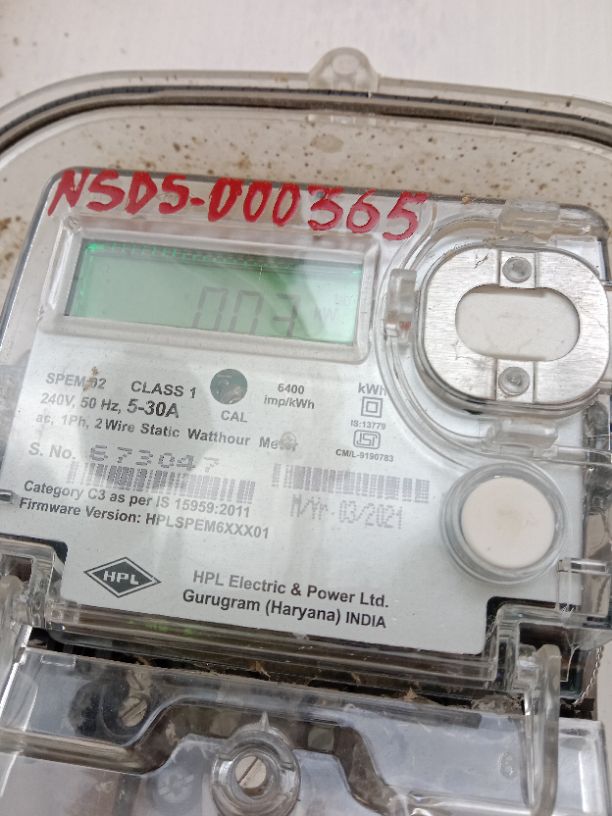 NSDS-000365
003 kW
SPEM-02 CLASS 1 6400 imp/kWh kWh
240V, 50 Hz, 5-30A CAL IS:13779
ac, 1Ph, 2 Wire Static Watthour Meter CM/L-9190783
S. No. 673047
Category C3 as per IS 15959:2011 M/Yr. 03/2021
Firmware Version: HPLSPEM6XXX01
HPL
HPL Electric & Power Ltd.
Gurugram (Haryana) INDIA